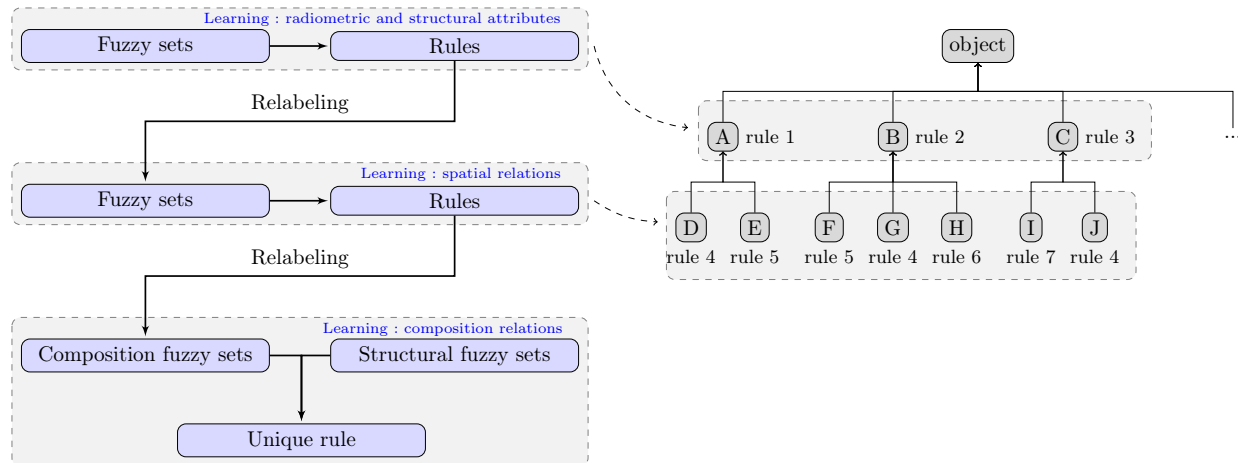 Learning : radiometric and structural attributes
Fuzzy sets
Rules
Relabeling
Learning : spatial relations
Fuzzy sets
Rules
Relabeling
Learning : composition relations
Composition fuzzy sets
Structural fuzzy sets
Unique rule
object
A rule 1
B rule 2
C rule 3
...
D
E
F
G
H
I
J
rule 4
rule 5
rule 5
rule 4
rule 6
rule 7
rule 4